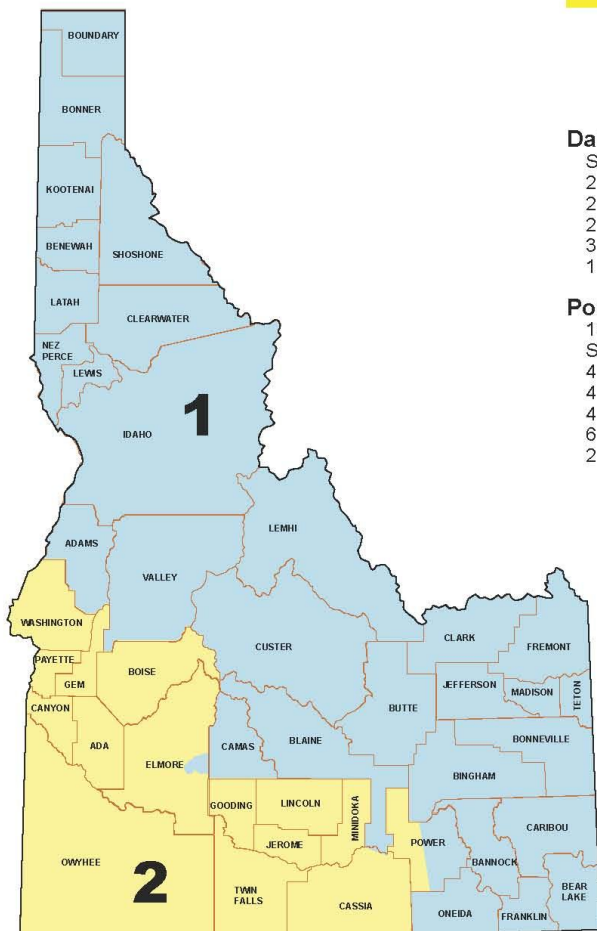 BOUNDARY
BONNER
KOOTENAI
BENEWAH
SHOSHONE
LATAH
CLEARWATER
NEZ
PERCE
LEWIS
1
IDAHO
LEMHI
ADAMS
VALLEY
WASHINGTON
CUSTER
CLARK
FREMONT
PAYETTE
BOISE
GEM
JEFFERSON
MADISON
TETON
CANYON
BUTTE
ADA
CAMAS
BLAINE
BONNEVILLE
ELMORE
BINGHAM
GOODING
LINCOLN
MINIDOKA
CARIBOU
JEROME
POWER
OWYHEE
2
BANNOCK
TWIN
FALLS
CASSIA
BEAR
LAKE
ONEIDA
FRANKLIN
Da
S
2
2
2
3
1
Po
1
S
4
4
4
6
2